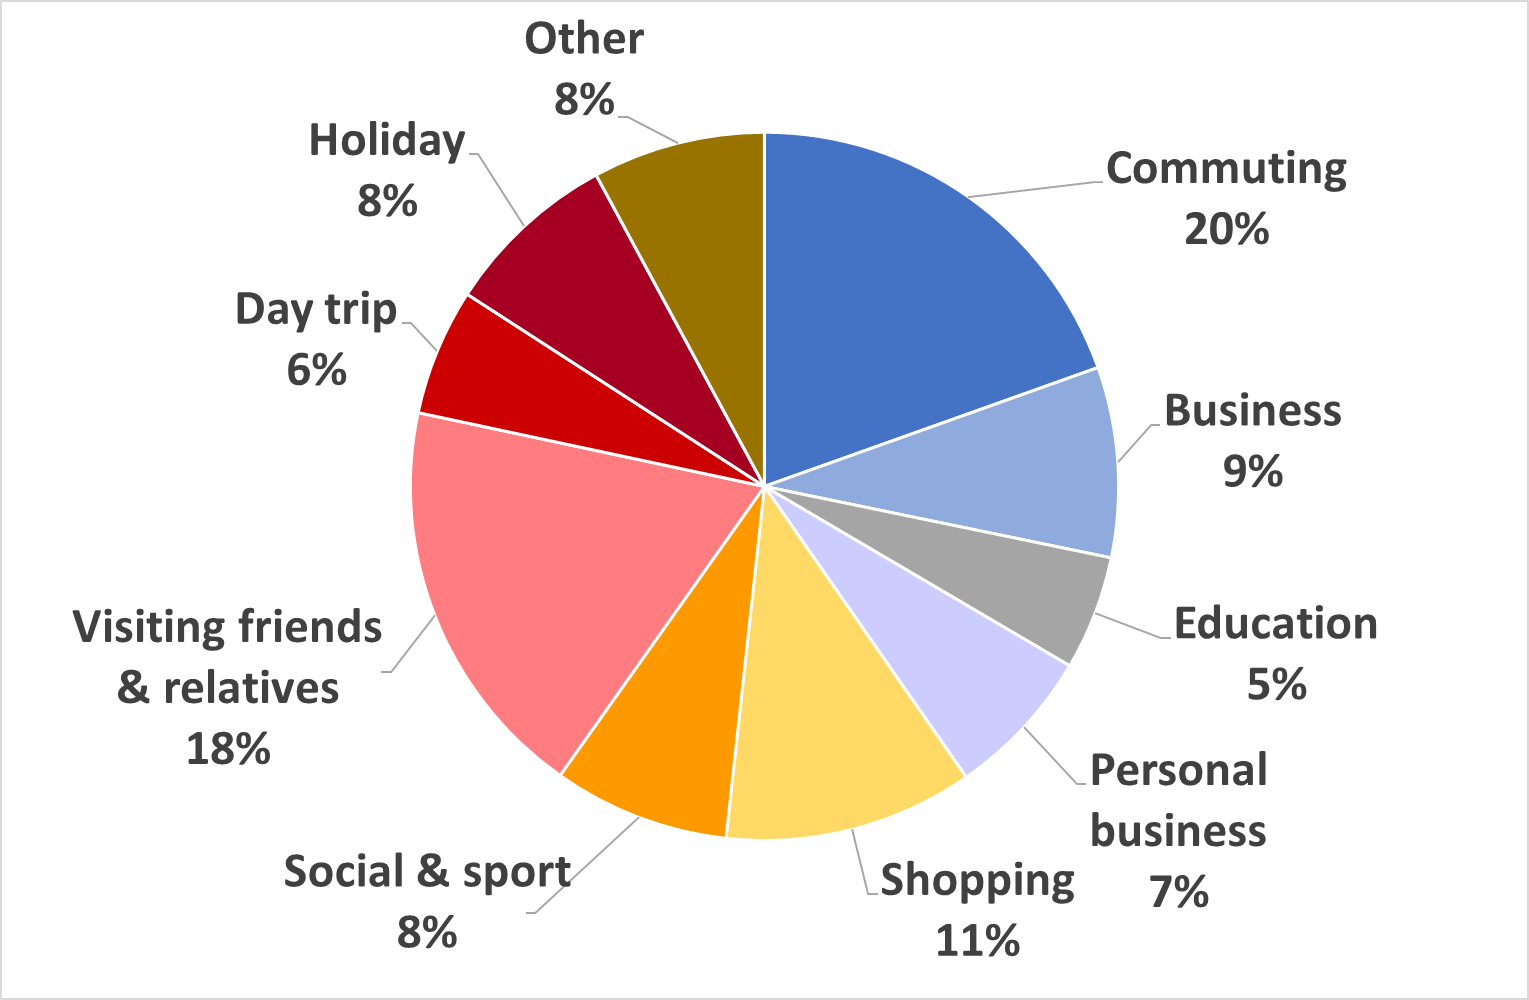 Other
8%
Commuting
20%
Business
9%
Education
5%
Personal
business
7%
Shopping
11%
Social & sport
8%
Visiting friends
& relatives
18%
Day trip
6%
Holiday
8%